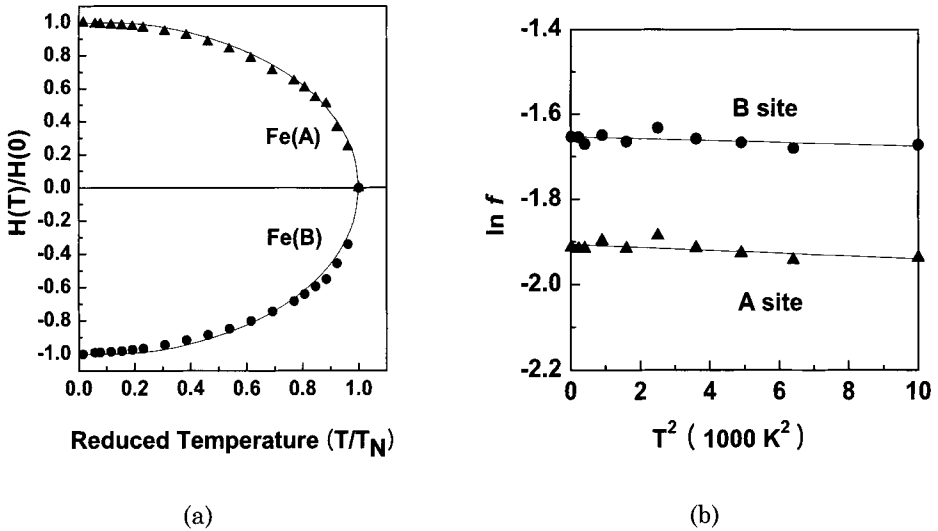 1.0
0.8
0.6
0.4
0.2
0.0
-0.2
-0.4
-0.6
-0.8
-1.0
H(T)/H(0)
Fe(A)
Fe(B)
0.0 0.2 0.4 0.6 0.8 1.0
Reduced Temperature (T/TN)
(a)
-1.4
-1.6
-1.8
-2.0
-2.2
ln f
B site
A site
0 2 4 6 8 10
T2 ( 1000 K2 )
(b)